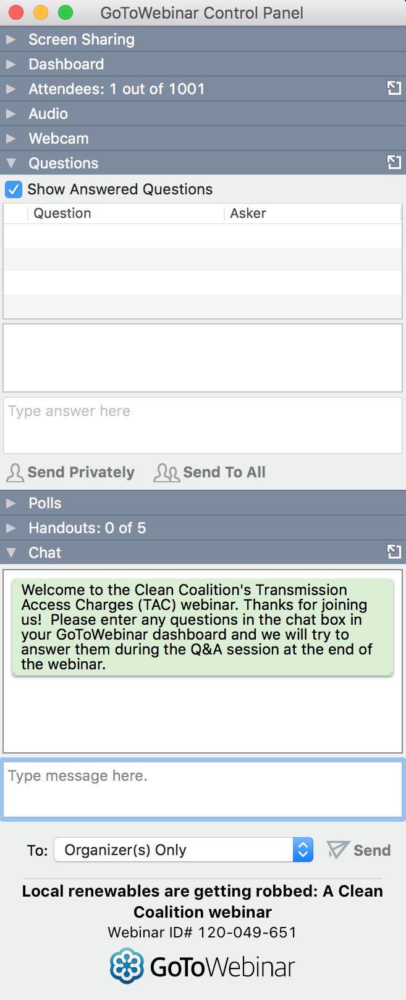 GoToWebinar Control Panel
Screen Sharing
Dashboard
Attendees: 1 out of 1001
Audio
Webcam
Questions
Show Answered Questions
Question Asker
Type answer here
Send Privately Send To All
Polls
Handouts: 0 of 5
Chat
Welcome to the Clean Coalition's Transmission
Access Charges (TAC) webinar. Thanks for joining
us!  Please enter any questions in the chat box in
your GoToWebinar dashboard and we will try to
answer them during the Q&A session at the end of
the webinar.
Type message here.
To: Organizer(s) Only Send
Local renewables are getting robbed: A Clean
Coalition webinar
Webinar ID# 120-049-651
GoToWebinar